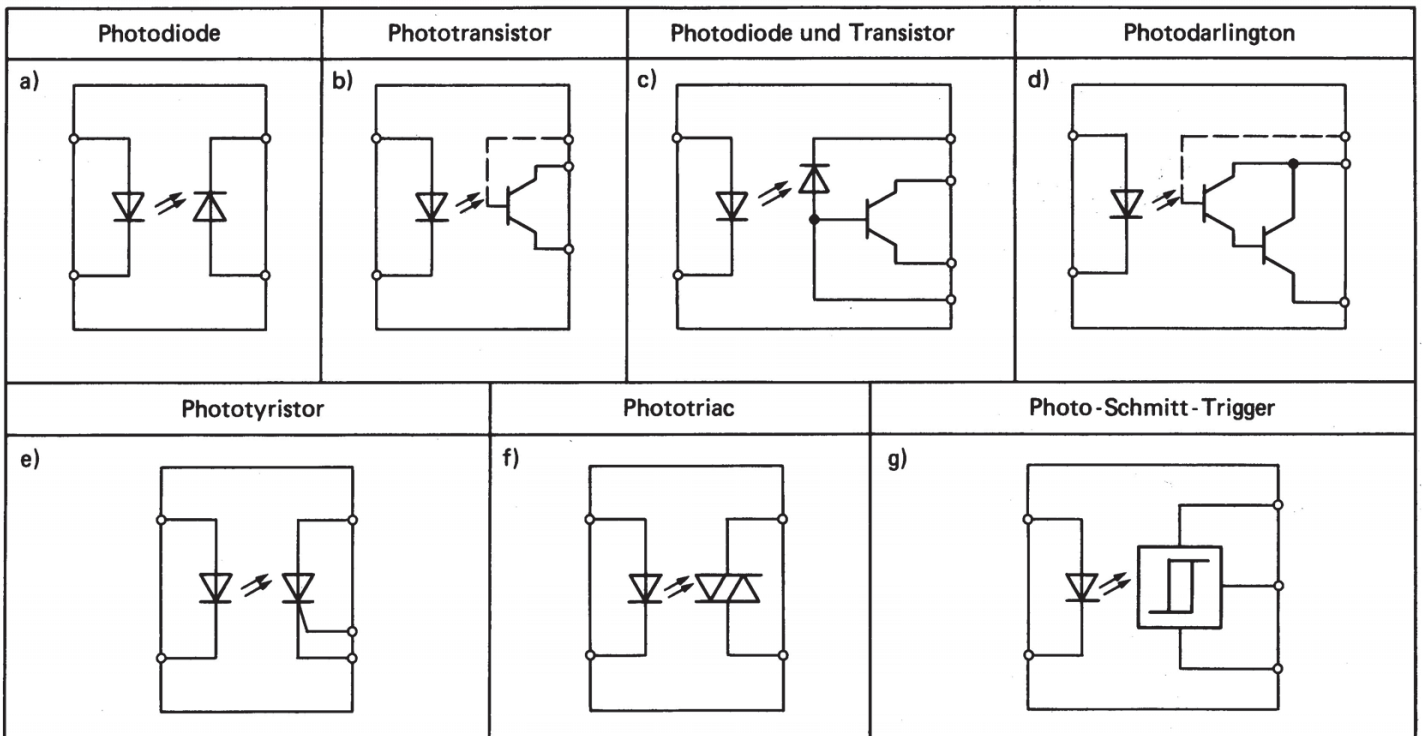 Photodiode
Phototransistor
Photodiode und Transistor
Photodarlington
a)
b)
c)
d)
Phototyristor
Phototriac
Photo-Schmitt-Trigger
e)
f)
g)